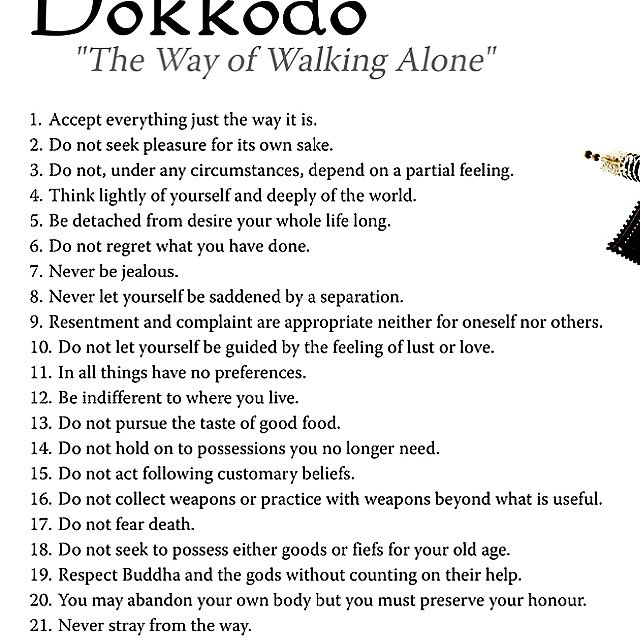 Dokkodo
"The Way of Walking Alone"
1. Accept everything just the way it is.
2. Do not seek pleasure for its own sake.
3. Do not, under any circumstances, depend on a partial feeling.
4. Think lightly of yourself and deeply of the world.
5. Be detached from desire your whole life long.
6. Do not regret what you have done.
7. Never be jealous.
8. Never let yourself be saddened by a separation.
9. Resentment and complaint are appropriate neither for oneself nor others.
10. Do not let yourself be guided by the feeling of lust or love.
11. In all things have no preferences.
12. Be indifferent to where you live.
13. Do not pursue the taste of good food.
14. Do not hold on to possessions you no longer need.
15. Do not act following customary beliefs.
16. Do not collect weapons or practice with weapons beyond what is useful.
17. Do not fear death.
18. Do not seek to possess either goods or fiefs for your old age.
19. Respect Buddha and the gods without counting on their help.
20. You may abandon your own body but you must preserve your honour.
21. Never stray from the way.